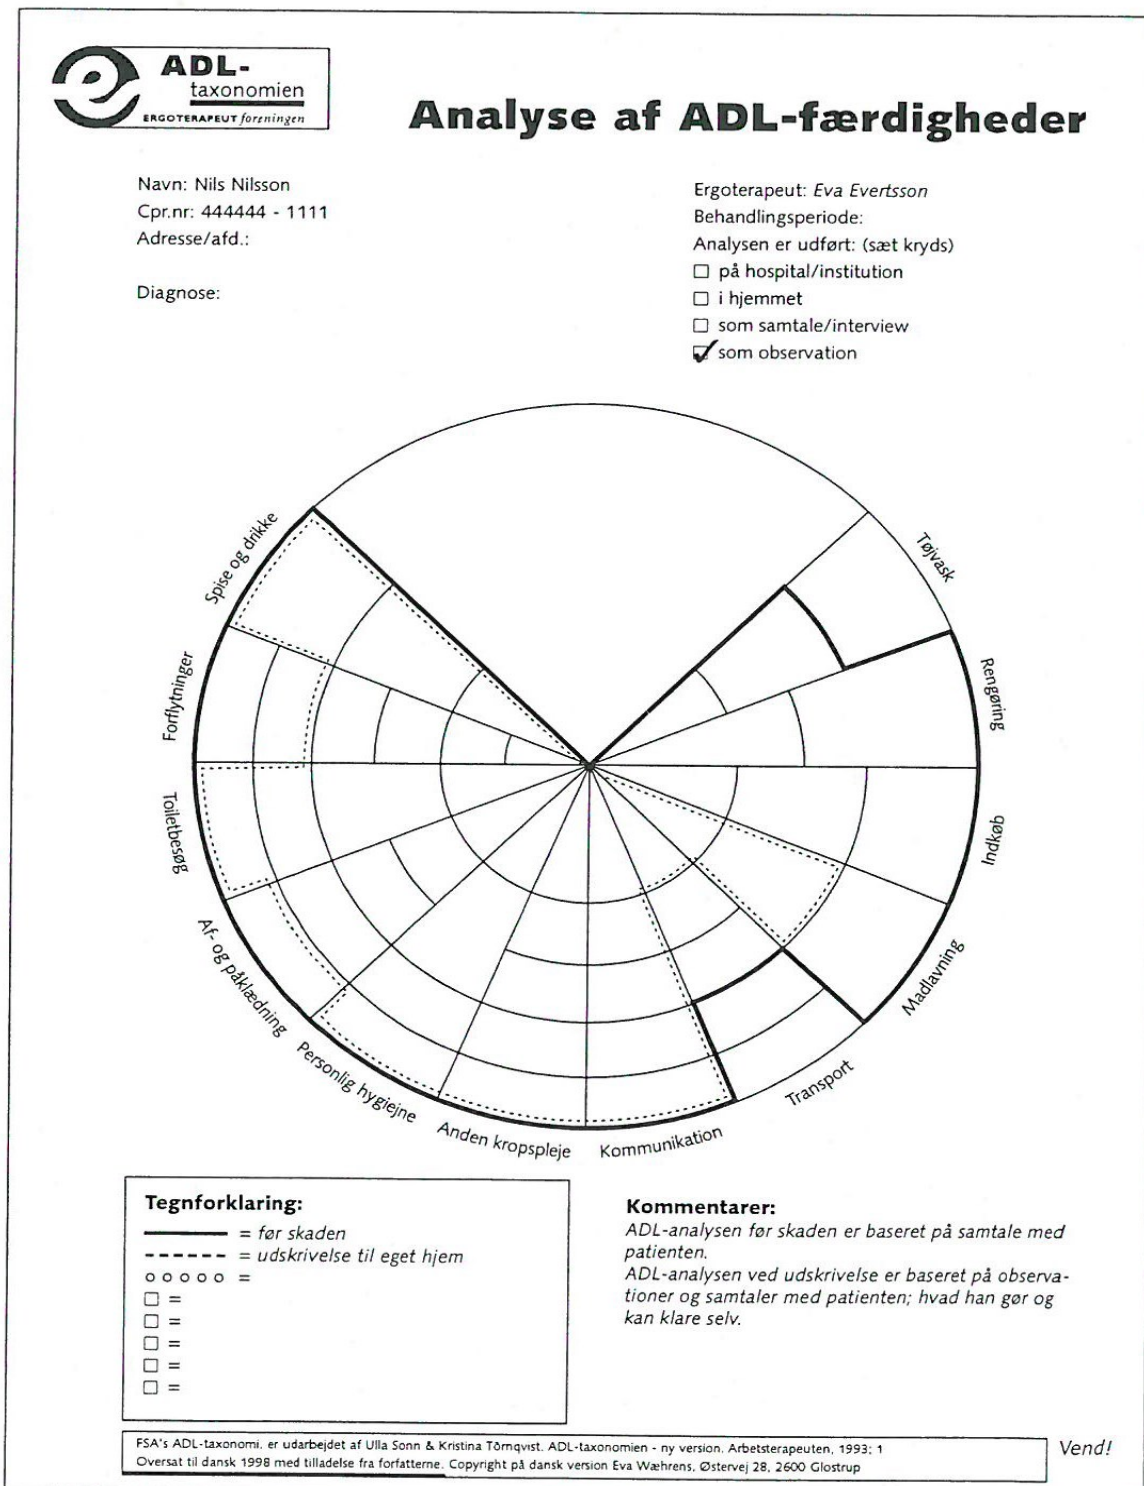 ADL-
taxonomien
ERGOTERAPEUT foreningen
Analyse af ADL-færdigheder
Navn: Nils Nilsson
Cpr.nr: 444444 - 1111
Adresse/afd.:
Diagnose:
Ergoterapeut: Eva Evertsson
Behandlingsperiode:
Analysen er udført: (sæt kryds)
□ på hospital/institution
□ i hjemmet
□ som samtale/interview
☑ som observation
Spise og drikke
Forflytninger
Toiletbesøg
Af- og påklædning
Personlig hygiejne
Anden kropspleje
Kommunikation
Transport
Madlavning
Indkøb
Rengøring
Tøjvask
Tegnforklaring:
= før skaden
= udskrivelse til eget hjem
o o o o o =
□ =
□ =
□ =
□ =
□ =
Kommentarer:
ADL-analysen før skaden er baseret på samtale med
patienten.
ADL-analysen ved udskrivelse er baseret på observa-
tioner og samtaler med patienten; hvad han gør og
kan klare selv.
FSA's ADL-taxonomi, er udarbejdet af Ulla Sonn & Kristina Törnqvist. ADL-taxonomien - ny version. Arbetsterapeuten, 1993: 1
Oversat til dansk 1998 med tilladelse fra forfatterne. Copyright på dansk version Eva Wæhrens, Østervej 28, 2600 Glostrup
Vend!